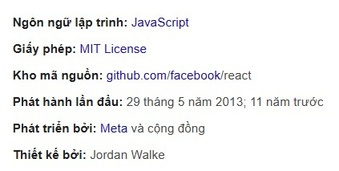 Ngôn ngữ lập trình: JavaScript
Giấy phép: MIT License
Kho mã nguồn: github.com/facebook/react
Phát hành lần đầu: 29 tháng 5 năm 2013; 11 năm trước
Phát triển bởi: Meta và cộng đồng
Thiết kế bởi: Jordan Walke